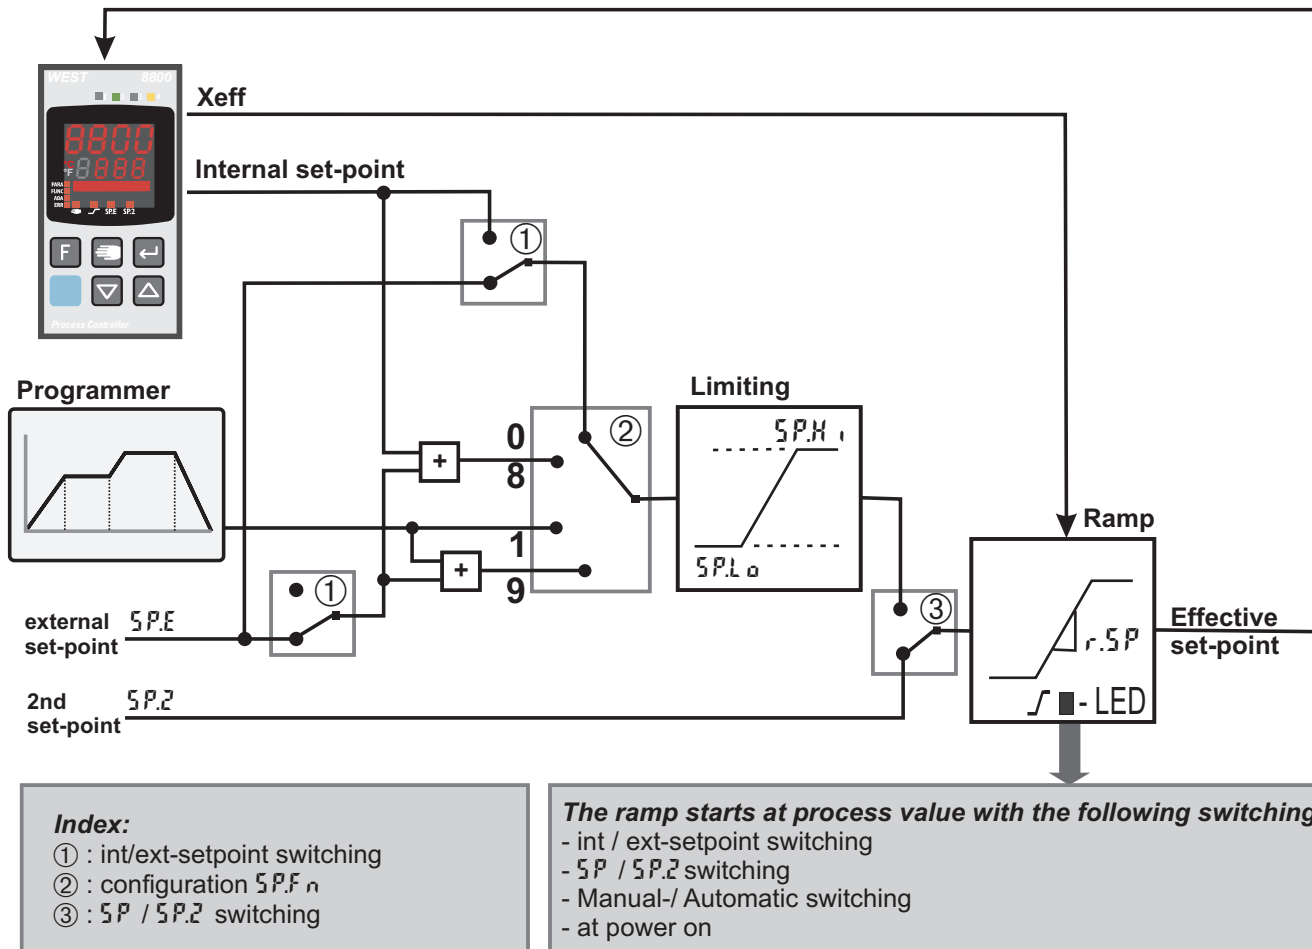 WEST 8800
8800
°F 8888
PARA
FUNC
ADA
ERR
SP.E SP.2
F
Process Controller
Xeff
Internal set-point
①
Programmer
Limiting
SP.Hi
SP.Lo
②
0
8
1
9
+
+
①
external
set-point
SP.E
2nd
set-point
SP.2
③
Ramp
r.SP
- LED
Effective
set-point
Index:
① : int/ext-setpoint switching
② : configuration SP.Fn
③ : SP / SP.2 switching
The ramp starts at process value with the following switching
- int / ext-setpoint switching
- SP / SP.2 switching
- Manual-/ Automatic switching
- at power on